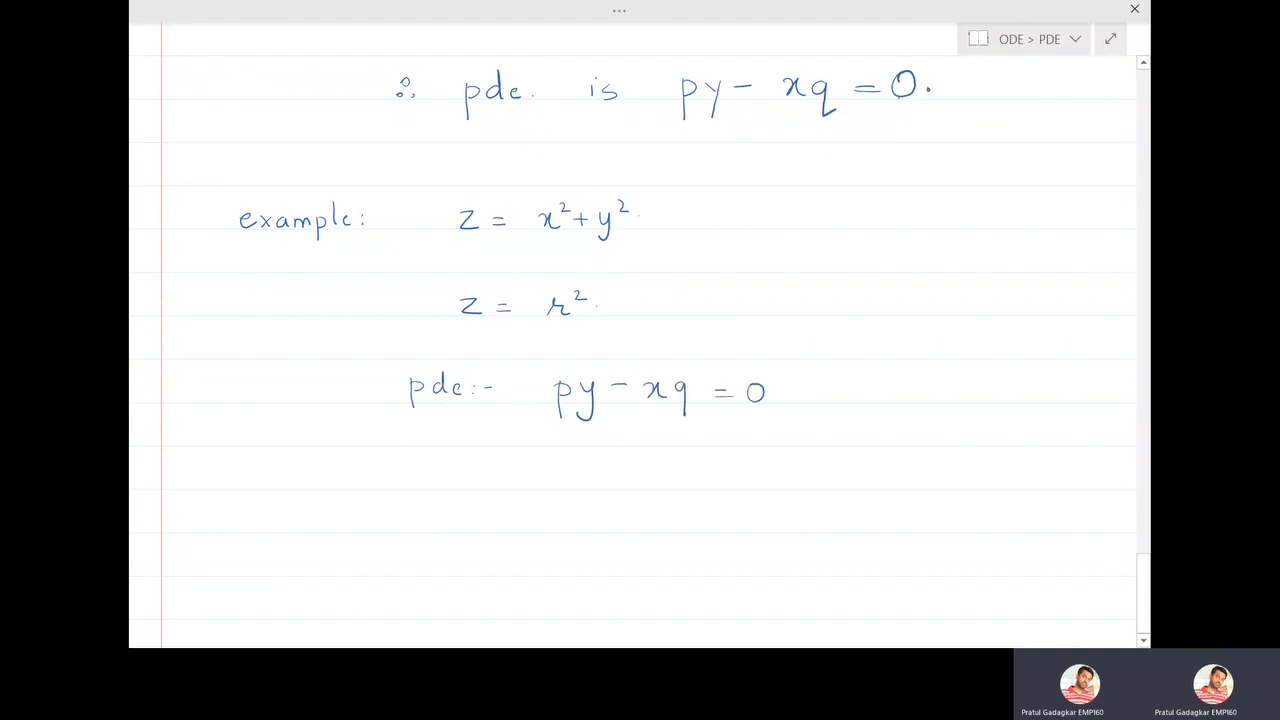 ODE > PDE
∴ pde. is py - xq = 0.
example: z = x² + y²
z = r².
pde:- py - xq = 0
Pratul Gadagkar EMP160 Pratul Gadagkar EMP160